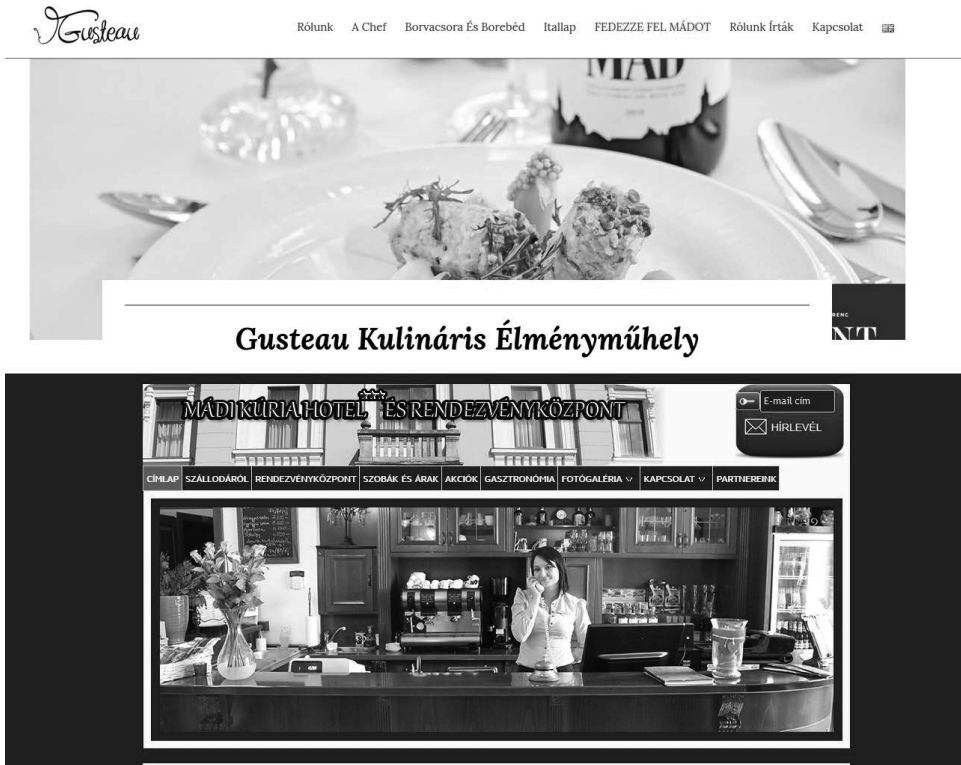 Gusteau
Rólunk A Chef Borvacsora És Borebéd Itallap FEDEZZE FEL MÁDOT Rólunk Írták Kapcsolat
MÁD
Gusteau Kulináris Élményműhely
MÁDI KÚRIA HOTEL ÉS RENDEZVÉNYKÖZPONT
E-mail cím
HÍRLEVÉL
CÍMLAP SZÁLLODÁRÓL RENDEZVÉNYKÖZPONT SZOBÁK ÉS ÁRAK AKCIÓK GASZTRONÓMIA FOTÓGALÉRIA KAPCSOLAT PARTNEREINK